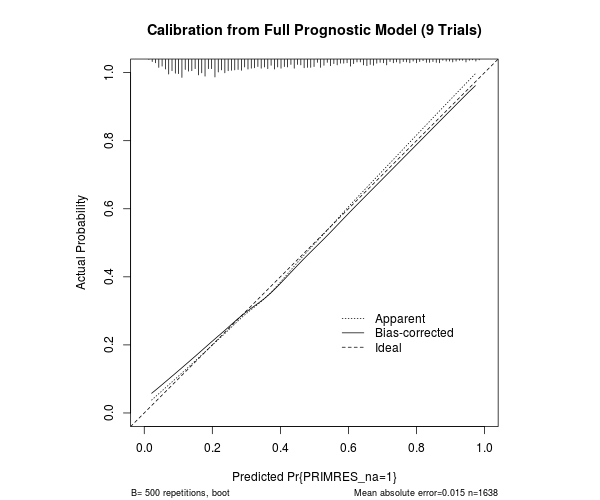 Calibration from Full Prognostic Model (9 Trials)
Actual Probability
1.0
0.8
0.6
0.4
0.2
0.0
Apparent
Bias-corrected
Ideal
0.0 0.2 0.4 0.6 0.8 1.0
Predicted Pr{PRIMRES_na=1}
B= 500 repetitions, boot Mean absolute error=0.015 n=1638